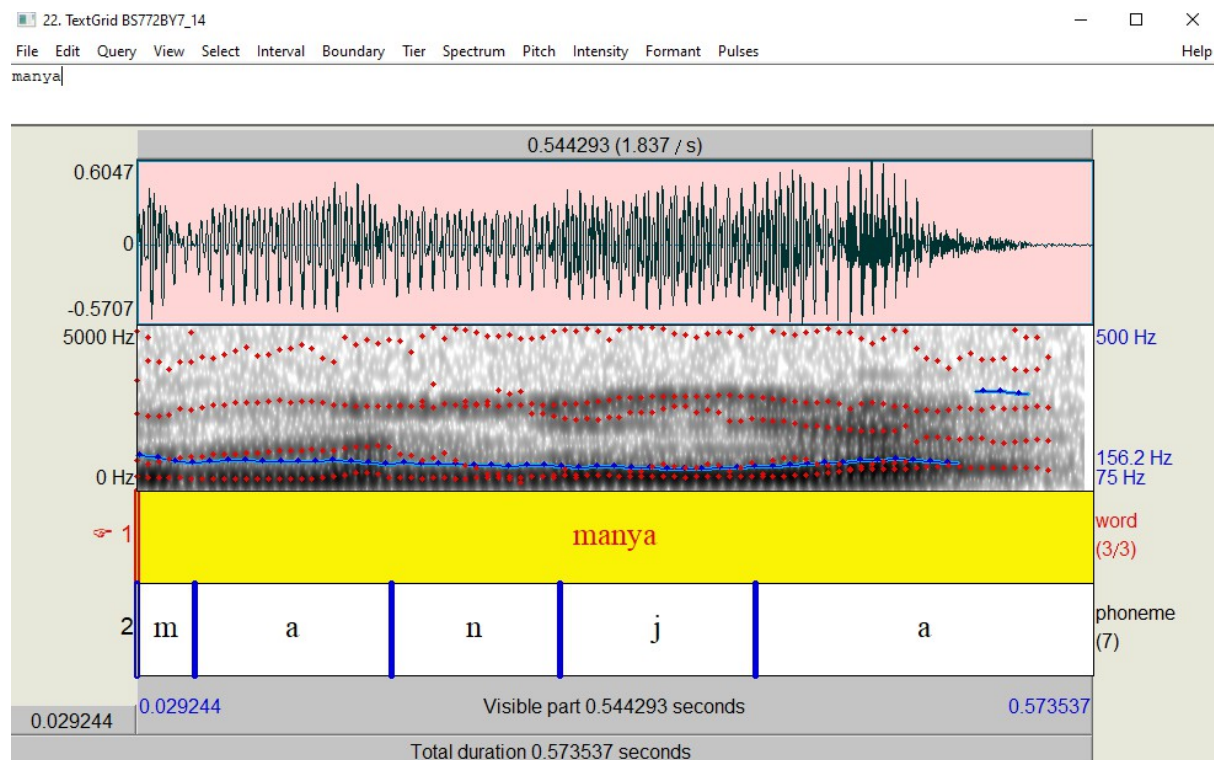 22. TextGrid BS772BY7_14
File Edit Query View Select Interval Boundary Tier Spectrum Pitch Intensity Formant Pulses Help
manya
0.544293 (1.837 / s)
0.6047
0
-0.5707
5000 Hz 500 Hz
156.2 Hz
0 Hz 75 Hz
1 manya word
(3/3)
2 m a n j a phoneme
(7)
0.029244 Visible part 0.544293 seconds 0.573537
0.029244
Total duration 0.573537 seconds